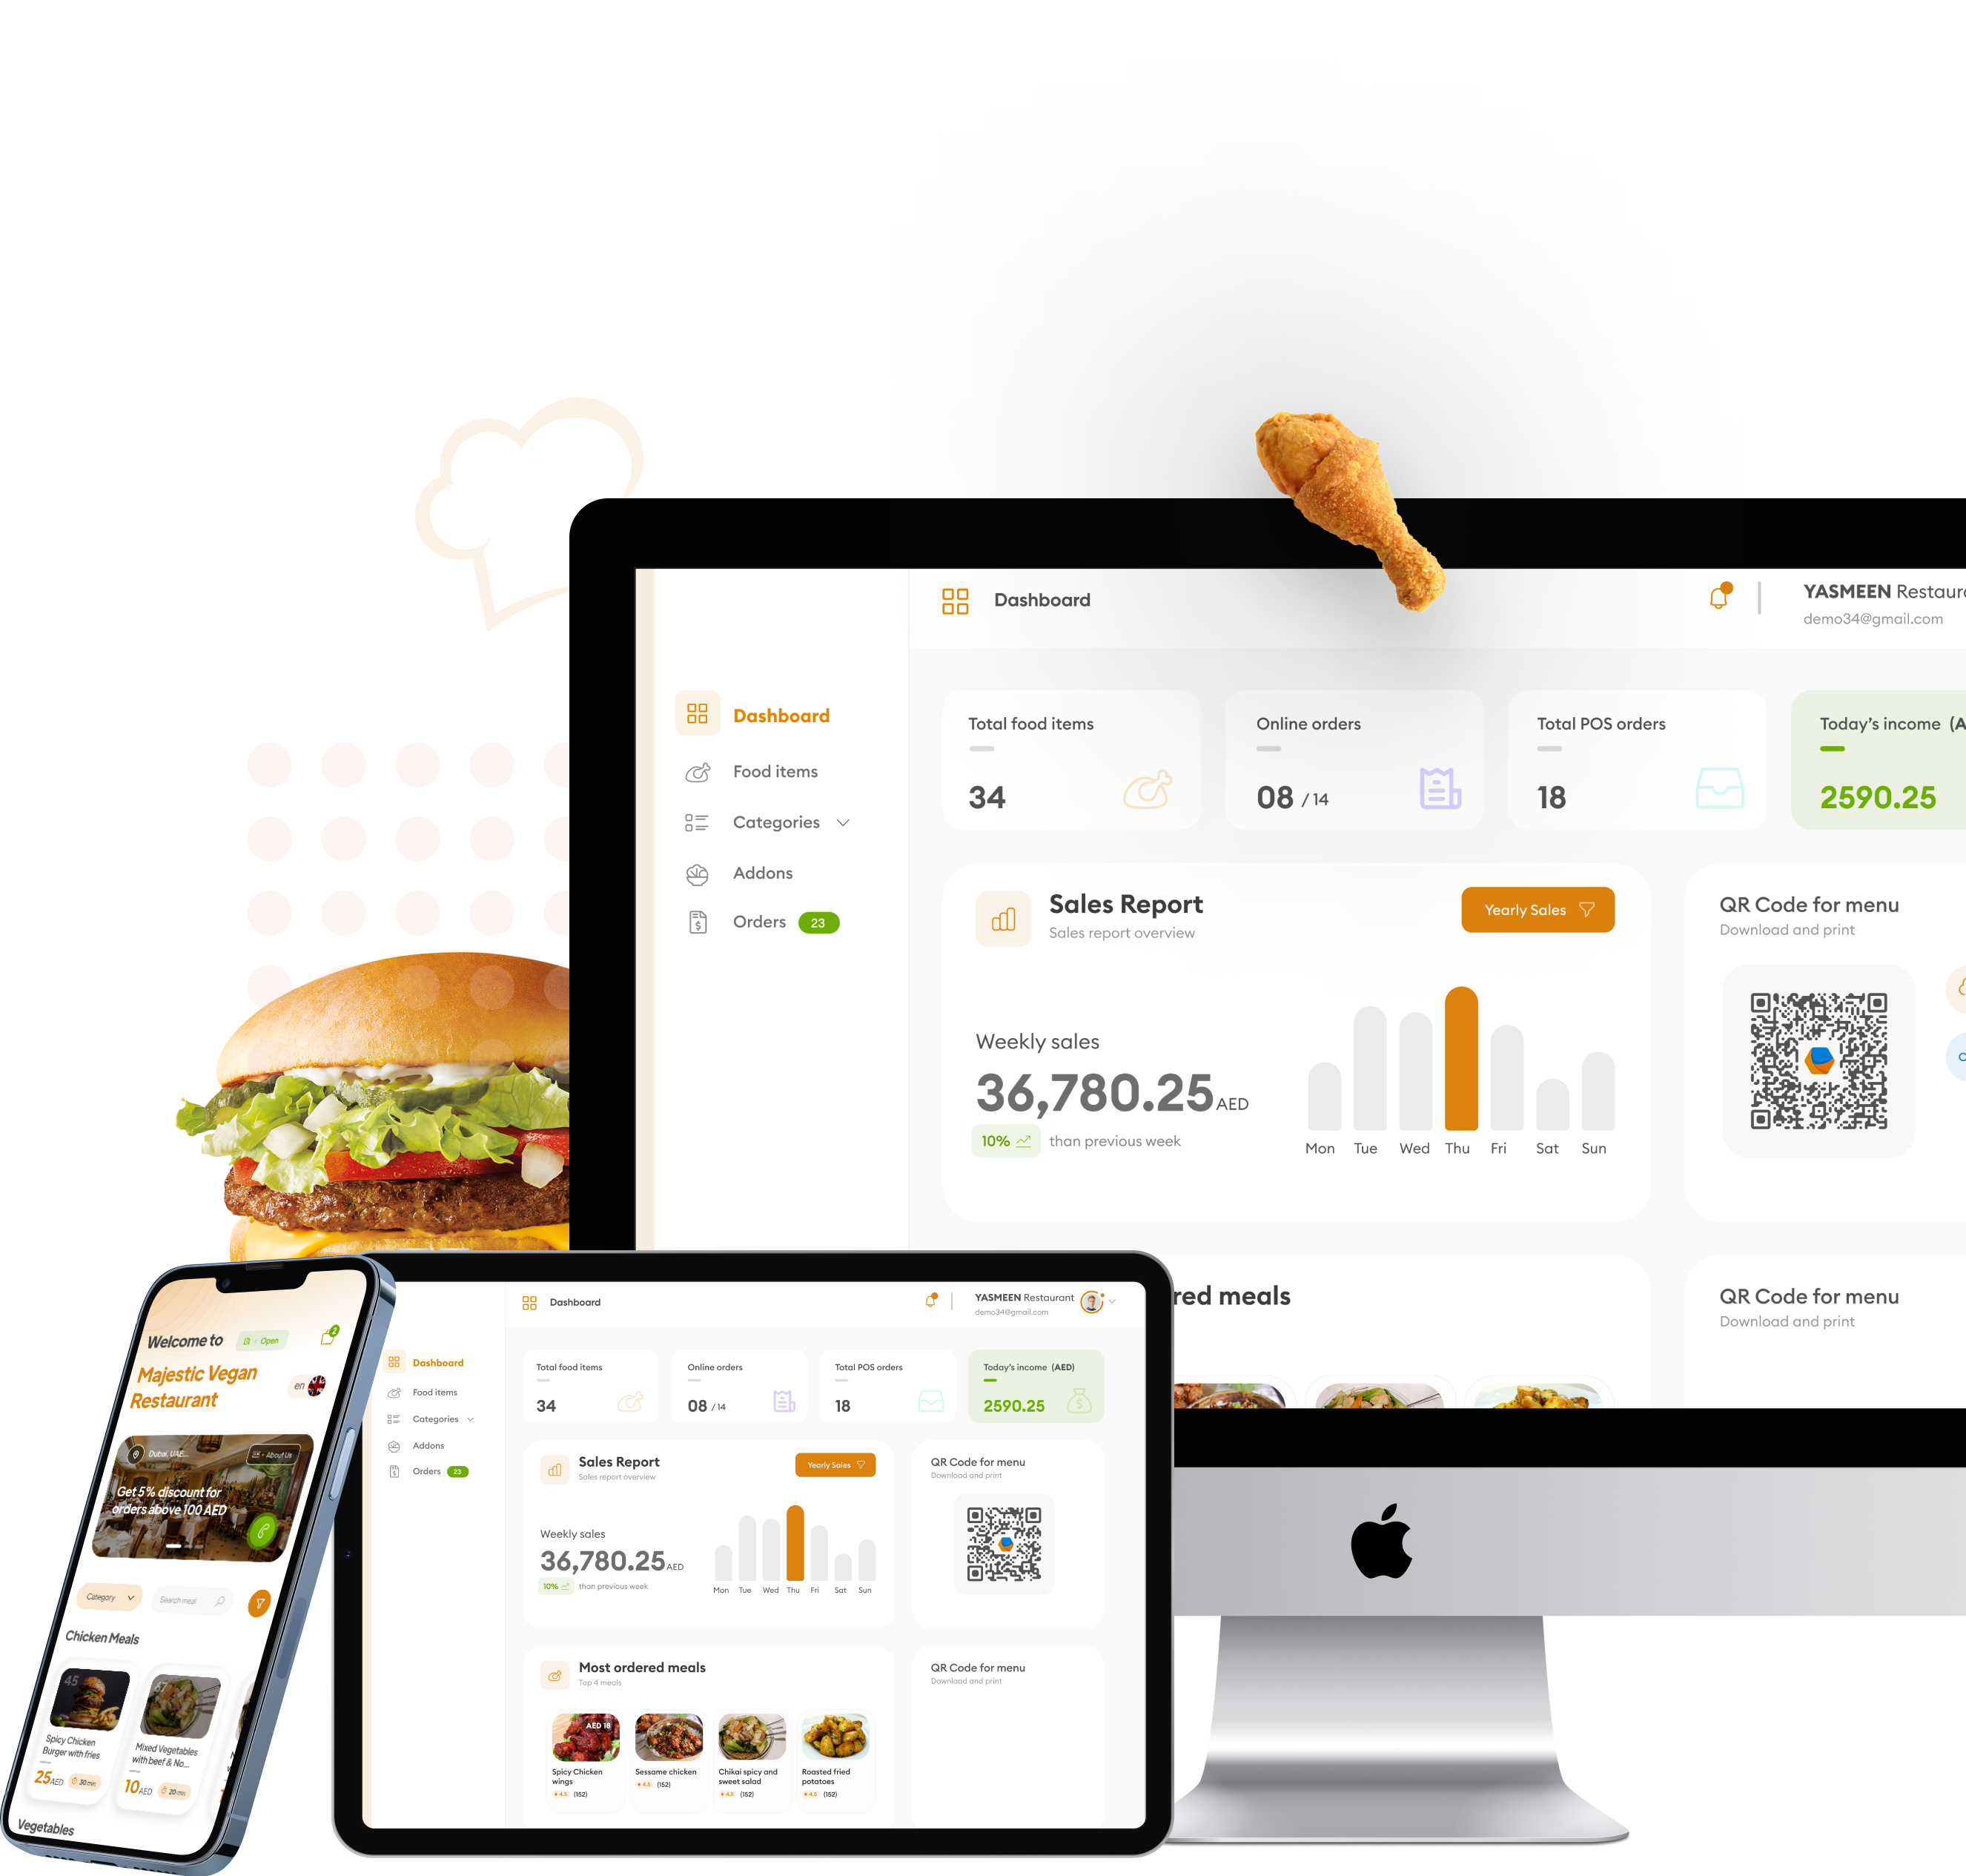 Dashboard
YASMEEN Restaur
demo34@gmail.com
Dashboard
Food items
Categories
Addons
Orders 23
Total food items
34
Online orders
08 / 14
Total POS orders
18
Today's income (A
2590.25
Sales Report
Sales report overview
Yearly Sales
Weekly sales
36,780.25 AED
10% than previous week
Mon Tue Wed Thu Fri Sat Sun
QR Code for menu
Download and print
red meals
QR Code for menu
Download and print
Dashboard
YASMEEN Restaurant
demo34@gmail.com
Dashboard
Food items
Categories
Addons
Orders 23
Total food items
34
Online orders
08 / 14
Total POS orders
18
Today's income (AED)
2590.25
Sales Report
Sales report overview
Yearly Sales
Weekly sales
36,780.25 AED
10% than previous week
Mon Tue Wed Thu Fri Sat Sun
QR Code for menu
Download and print
Most ordered meals
Top 4 meals
AED 18
Spicy Chicken
wings
4.5 (152)
Sessame chicken
4.5 (152)
Chikai spicy and
sweet salad
4.5 (152)
Roasted fried
potatoes
4.5 (152)
QR Code for menu
Download and print
Welcome to
Open
2
Majestic Vegan
Restaurant
en
Dubai, UAE...
About Us
Get 5% discount for
orders above 100 AED
Category
Search meal
Chicken Meals
45
Spicy Chicken
Burger with fries
25 AED 30 min
67
Mixed Vegetables
with beef & No...
10 AED 20 min
Vegetables